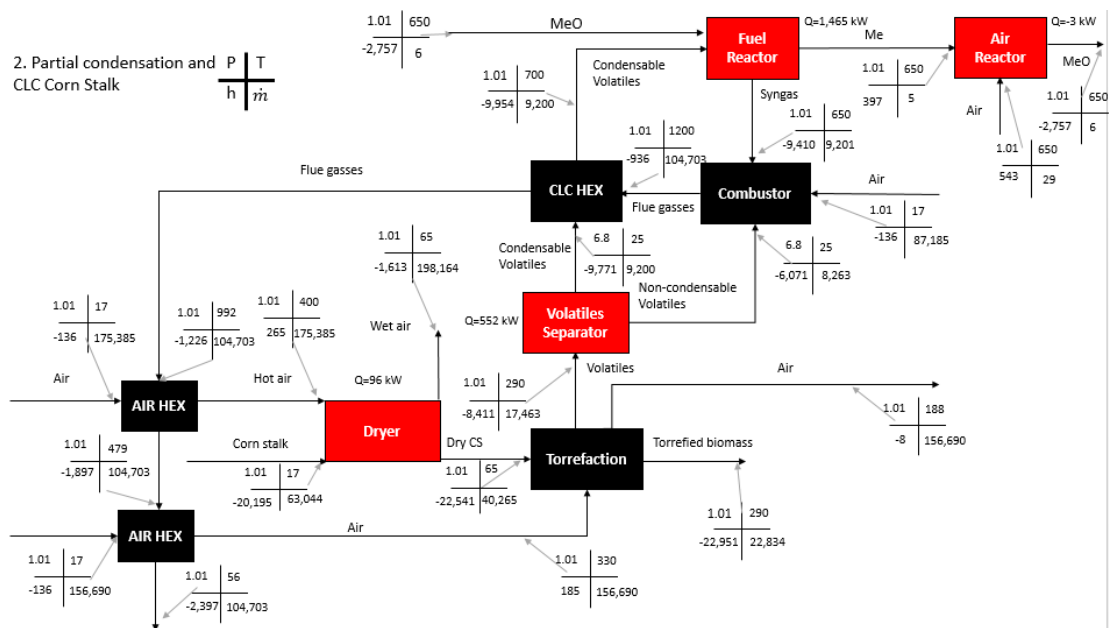 2. Partial condensation and
CLC Corn Stalk
P T
h ṁ
1.01 650
-2,757 6
MeO
Fuel
Reactor
Q=1,465 kW
Me
Air
Reactor
Q=-3 kW
MeO
1.01 650
397 5
1.01 650
-2,757 6
Air
1.01 650
543 29
Condensable
Volatiles
1.01 700
-9,954 9,200
Syngas
1.01 650
-9,410 9,201
1.01 1200
-936 104,703
Flue gasses
CLC HEX
Flue gasses
Combustor
Air
1.01 17
-136 87,185
1.01 65
-1,613 198,164
Condensable
Volatiles
6.8 25
-9,771 9,200
6.8 25
-6,071 8,263
Non-condensable
Volatiles
1.01 17
-136 175,385
1.01 992
-1,226 104,703
1.01 400
265 175,385
Wet air
Q=552 kW
Volatiles
Separator
Air
AIR HEX
Hot air
Q=96 kW
Dryer
1.01 290
-8,411 17,463
Volatiles
Air
1.01 188
-8 156,690
1.01 479
-1,897 104,703
Corn stalk
1.01 17
-20,195 63,044
Dry CS
1.01 65
-22,541 40,265
Torrefaction
Torrefied biomass
1.01 290
-22,951 22,834
AIR HEX
Air
1.01 17
-136 156,690
1.01 56
-2,397 104,703
1.01 330
185 156,690